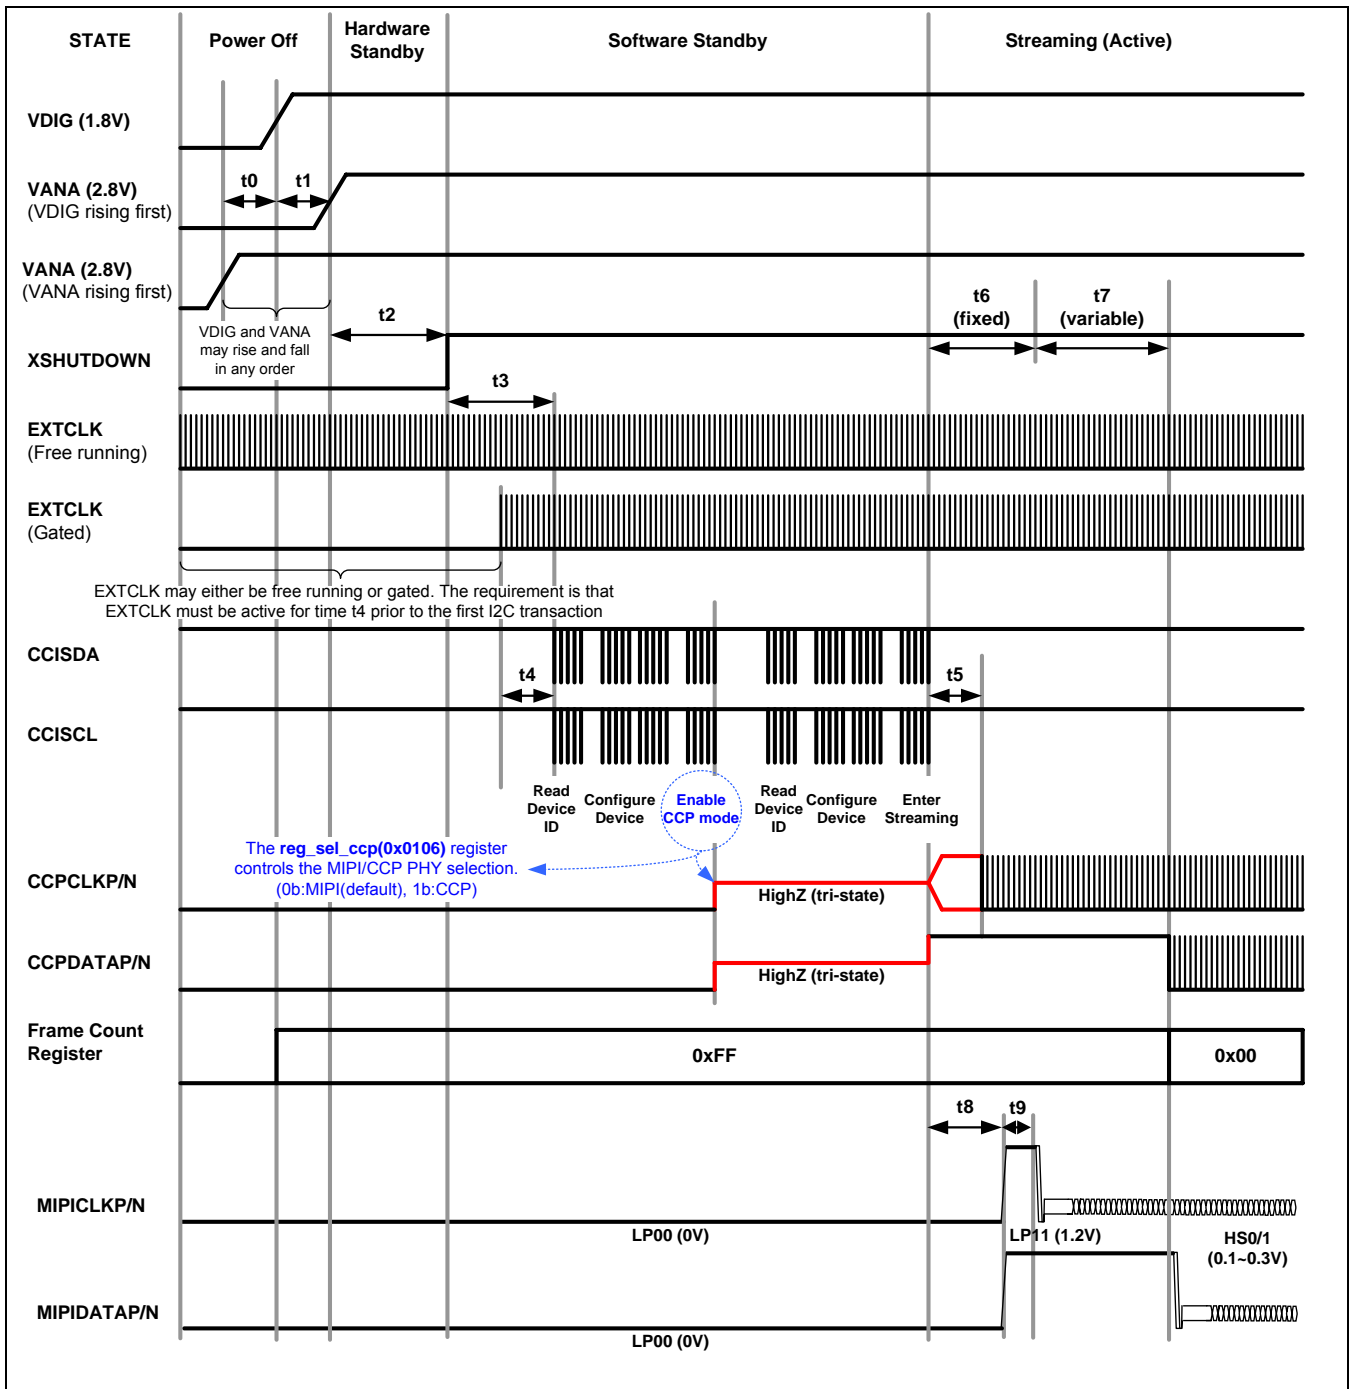 STATE
Power Off
Hardware
Standby
Software Standby
Streaming (Active)
VDIG (1.8V)
VANA (2.8V)
(VDIG rising first)
t0
t1
VANA (2.8V)
(VANA rising first)
VDIG and VANA
may rise and fall
in any order
t2
t6
(fixed)
t7
(variable)
XSHUTDOWN
t3
EXTCLK
(Free running)
EXTCLK
(Gated)
EXTCLK may either be free running or gated. The requirement is that
EXTCLK must be active for time t4 prior to the first I2C transaction
CCISDA
t4
t5
CCISCL
Read
Device
ID
Configure
Device
Enable
CCP mode
Read
Device
ID
Configure
Device
Enter
Streaming
The reg_sel_ccp(0x0106) register
controls the MIPI/CCP PHY selection.
(0b:MIPI(default), 1b:CCP)
CCPCLKP/N
HighZ (tri-state)
CCPDATAP/N
HighZ (tri-state)
Frame Count
Register
0xFF
0x00
t8
t9
MIPICLKP/N
LP00 (0V)
LP11 (1.2V)
HS0/1
(0.1~0.3V)
MIPIDATAP/N
LP00 (0V)